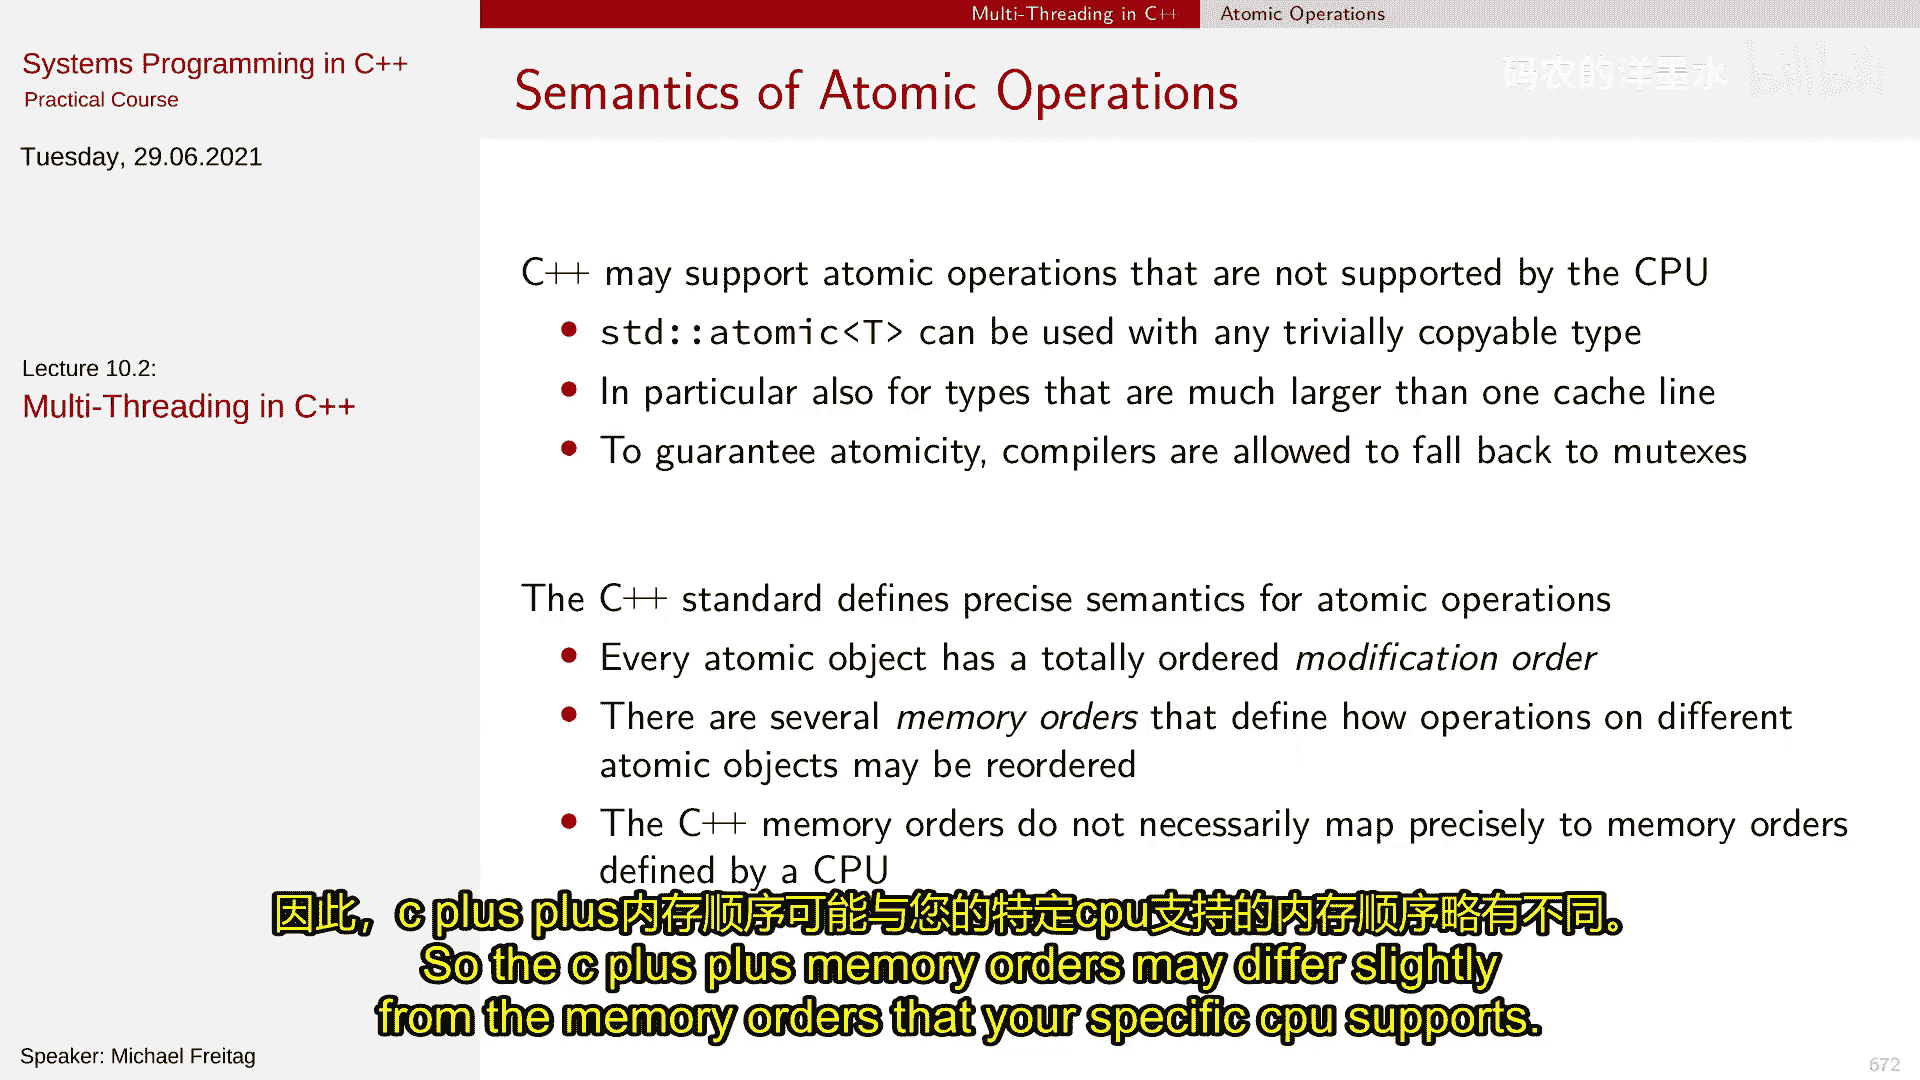 Multi-Threading in C++
Atomic Operations
Systems Programming in C++
Practical Course
Tuesday, 29.06.2021
Lecture 10.2:
Multi-Threading in C++
Speaker: Michael Freitag
Semantics of Atomic Operations
码农的洋墨水 bilibili
C++ may support atomic operations that are not supported by the CPU
• std::atomic<T> can be used with any trivially copyable type
• In particular also for types that are much larger than one cache line
• To guarantee atomicity, compilers are allowed to fall back to mutexes
The C++ standard defines precise semantics for atomic operations
• Every atomic object has a totally ordered modification order
• There are several memory orders that define how operations on different
atomic objects may be reordered
• The C++ memory orders do not necessarily map precisely to memory orders
defined by a CPU
因此，c plus plus内存顺序可能与您的特定cpu支持的内存顺序略有不同。
So the c plus plus memory orders may differ slightly
from the memory orders that your specific cpu supports.
672